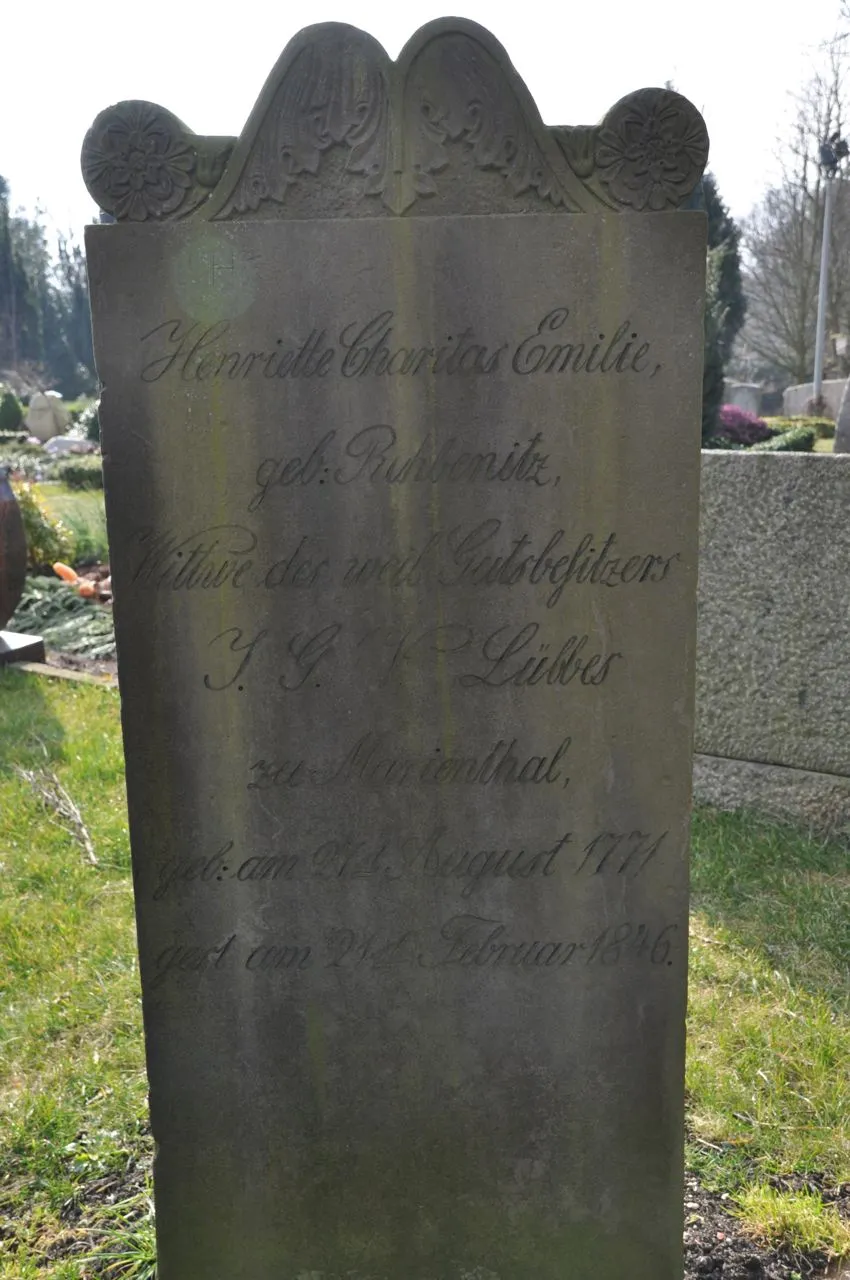 H
Henriette Charitas Emilie,
geb: Ruhbenitz,
Wittwe des weil Gutsbesitzers
J. G. Lübbes
zu Marienthal,
geb: am August 1771
gest am Februar 1846.